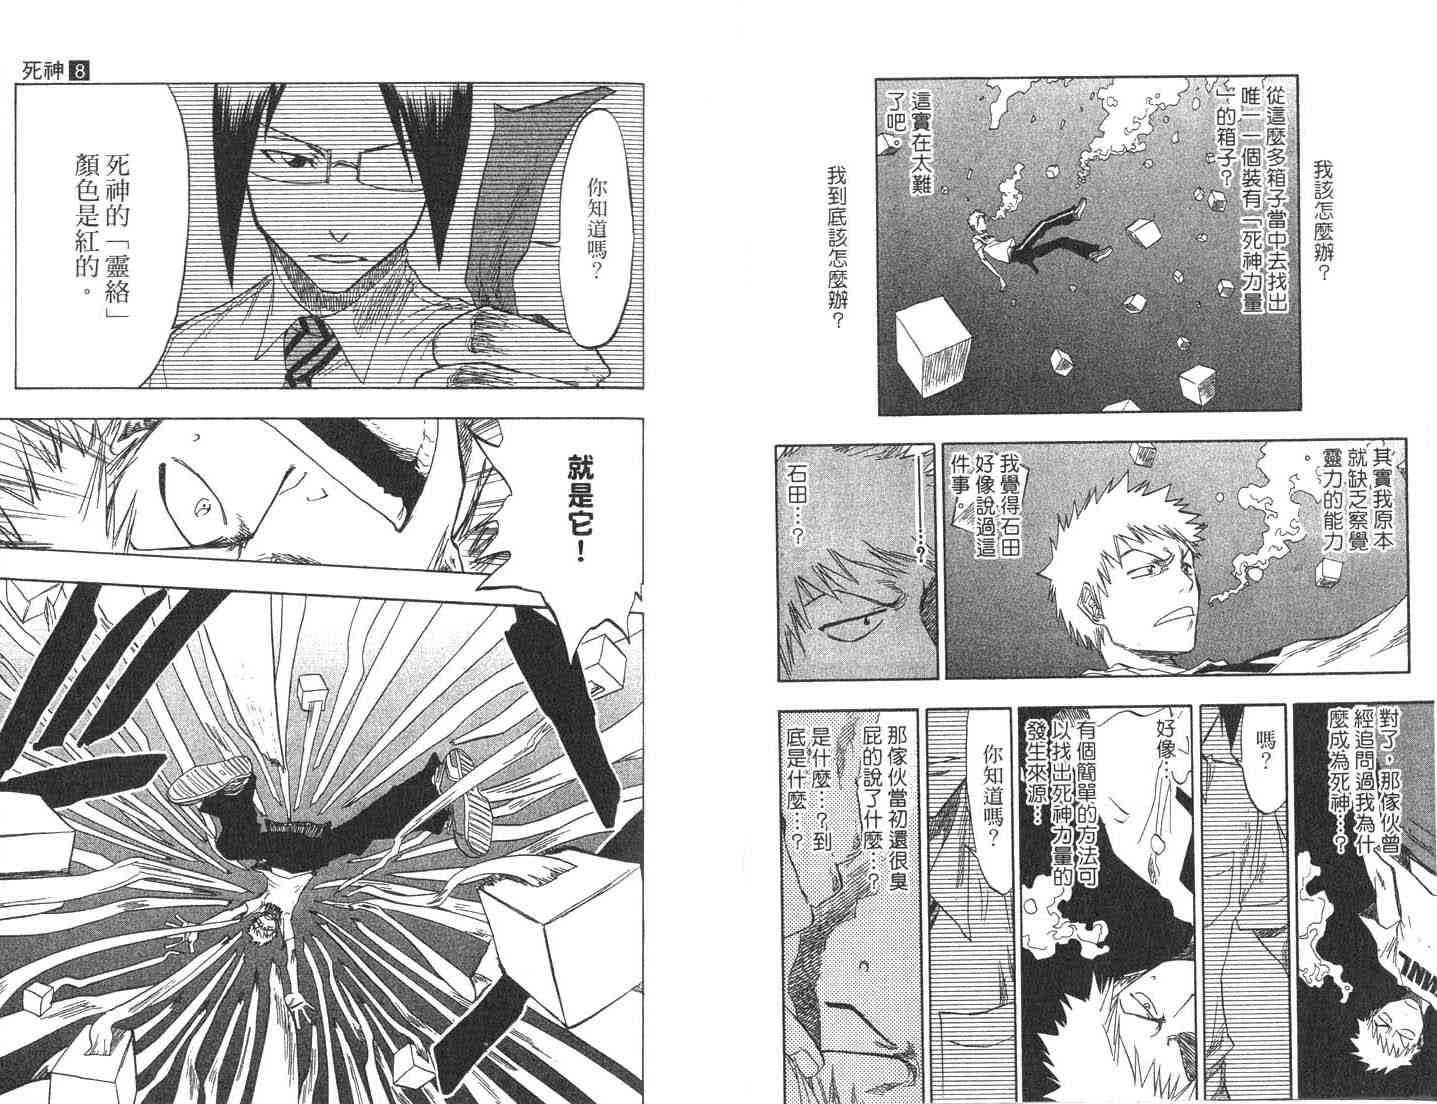 我該怎麼辦？
從這麼多箱子當中去找出
唯一一個裝有「死神力量
」的箱子？
這實在太難
了吧。
我到底該怎麼辦？
其實我原本
就缺乏察覺
靈力的能力
。
我覺得石田
好像說過這
件事。
……？
石田…？
對了，那傢伙曾
經追問過我為什
麼成為死神…？
嗎？
好像…
有個簡單的方法可
以找出死神力量的
發生來源…
你知道嗎？
那傢伙當初還很臭
屁的說了什麼…？
是什麼…？到
底是什麼…？
死神 8
你知道嗎？
死神的「靈絡」
顏色是紅的。
就是它！